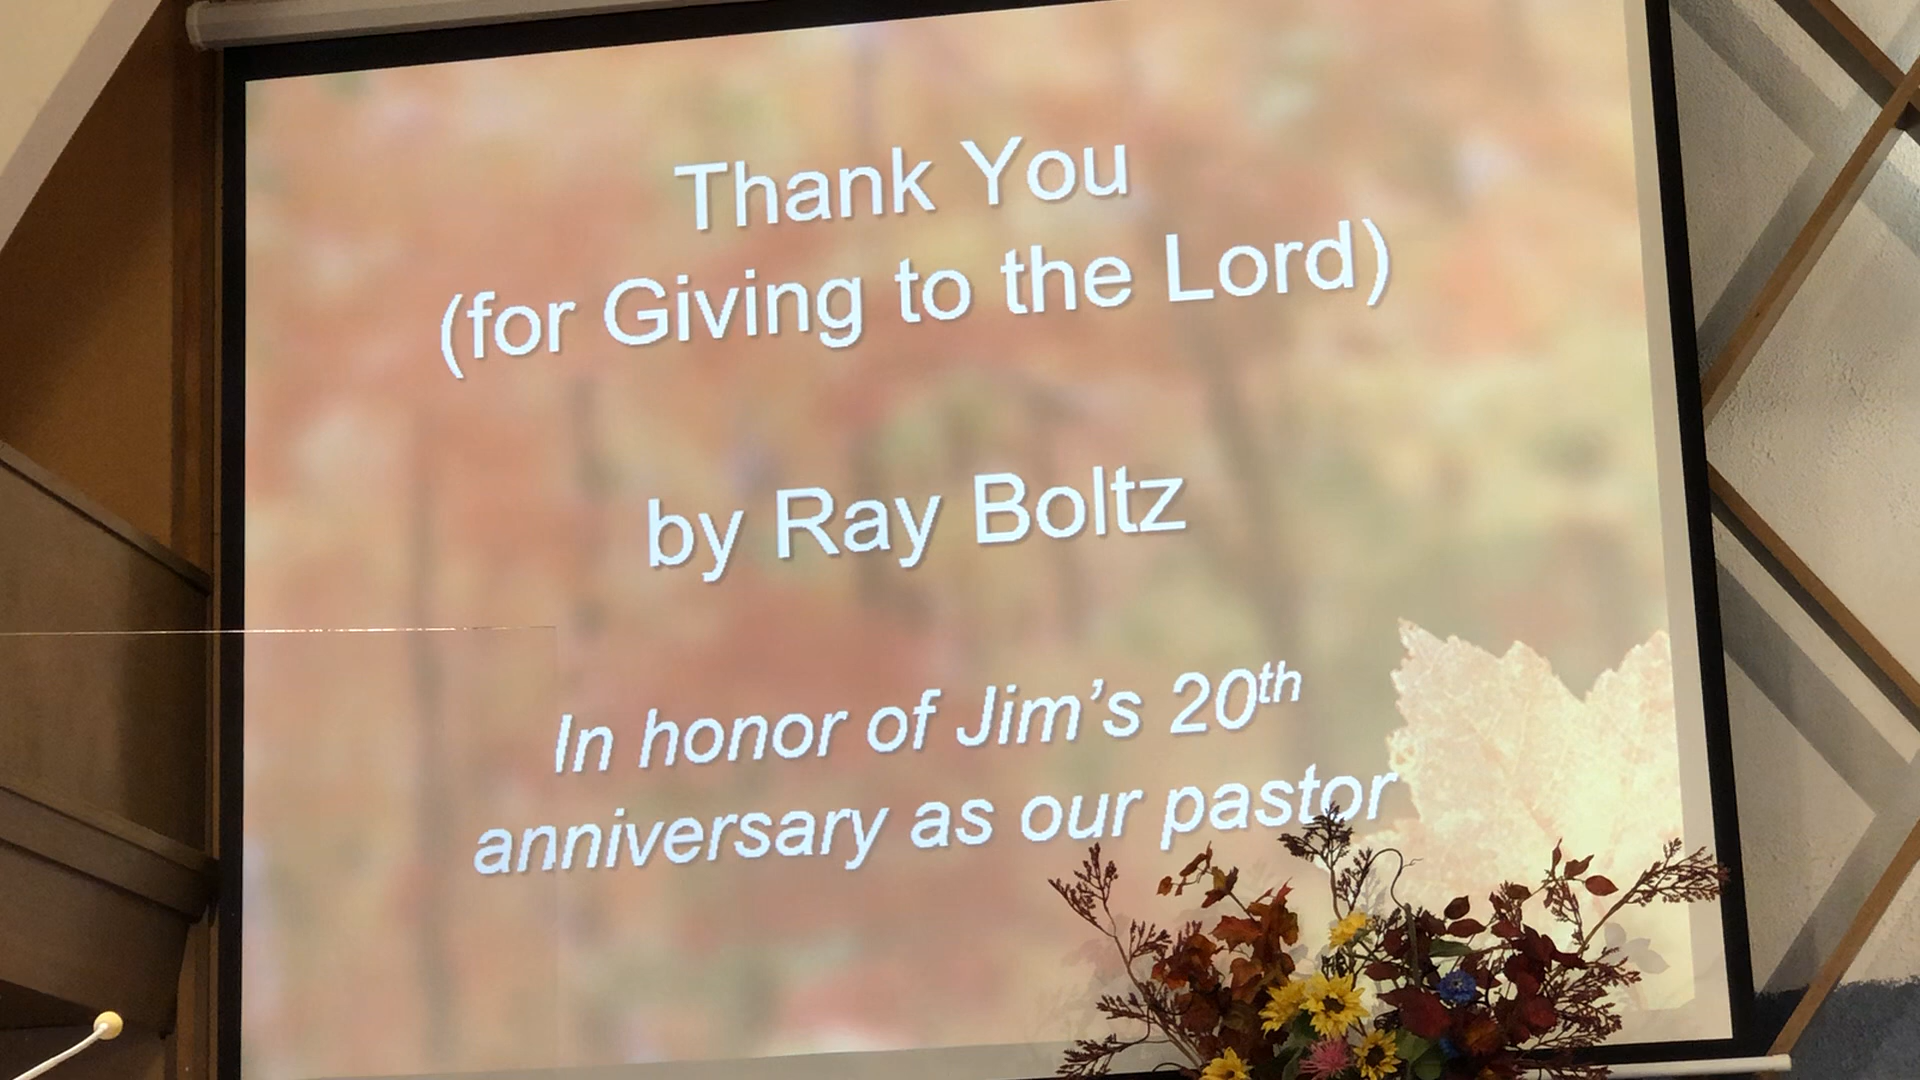 Thank You
(for Giving to the Lord)
by Ray Boltz
In honor of Jim’s 20th
anniversary as our pastor